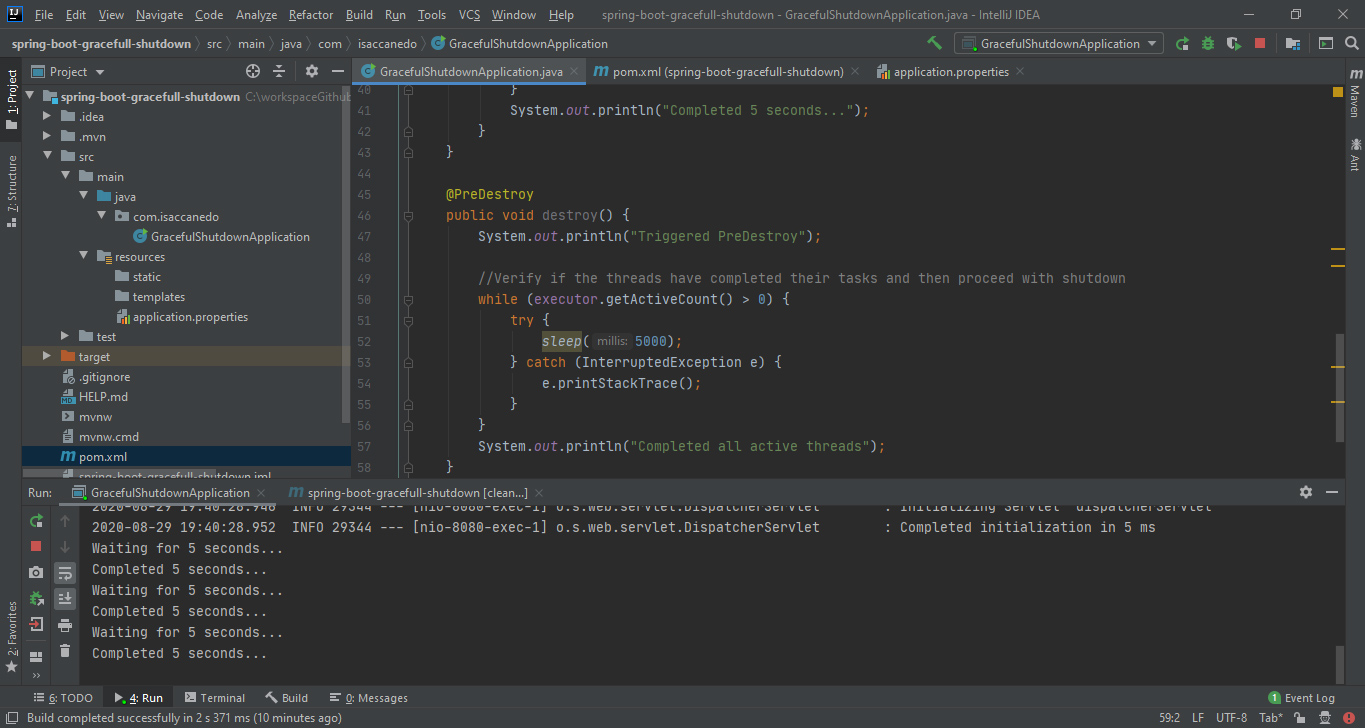 File Edit View Navigate Code Analyze Refactor Build Run Tools VCS Window Help spring-boot-gracefull-shutdown - GracefulShutdownApplication.java - IntelliJ IDEA
spring-boot-gracefull-shutdown src main java com isaccanedo GracefulShutdownApplication GracefulShutdownApplication
1: Project
7: Structure
2: Favorites
Project
spring-boot-gracefull-shutdown C:\workspaceGithub
.idea
.mvn
src
main
java
com.isaccanedo
GracefulShutdownApplication
resources
static
templates
application.properties
test
target
.gitignore
HELP.md
mvnw
mvnw.cmd
pom.xml
spring-boot-gracefull-shutdown.iml
GracefulShutdownApplication.java pom.xml (spring-boot-gracefull-shutdown) application.properties
40 }
41 System.out.println("Completed 5 seconds...");
42 }
43 }
44
45 @PreDestroy
46 public void destroy() {
47 System.out.println("Triggered PreDestroy");
48
49 //Verify if the threads have completed their tasks and then proceed with shutdown
50 while (executor.getActiveCount() > 0) {
51 try {
52 sleep( millis: 5000);
53 } catch (InterruptedException e) {
54 e.printStackTrace();
55 }
56 }
57 System.out.println("Completed all active threads");
58 }
Maven
Ant
Run: GracefulShutdownApplication spring-boot-gracefull-shutdown [clean...]
2020-08-29 19:40:28.946 INFO 29344 --- [nio-8080-exec-1] o.s.web.servlet.DispatcherServlet : Initializing Servlet 'dispatcherServlet'
2020-08-29 19:40:28.952 INFO 29344 --- [nio-8080-exec-1] o.s.web.servlet.DispatcherServlet : Completed initialization in 5 ms
Waiting for 5 seconds...
Completed 5 seconds...
Waiting for 5 seconds...
Completed 5 seconds...
Waiting for 5 seconds...
Completed 5 seconds...
6: TODO 4: Run Terminal Build 0: Messages 1 Event Log
Build completed successfully in 2 s 371 ms (10 minutes ago) 59:2 LF UTF-8 Tab*